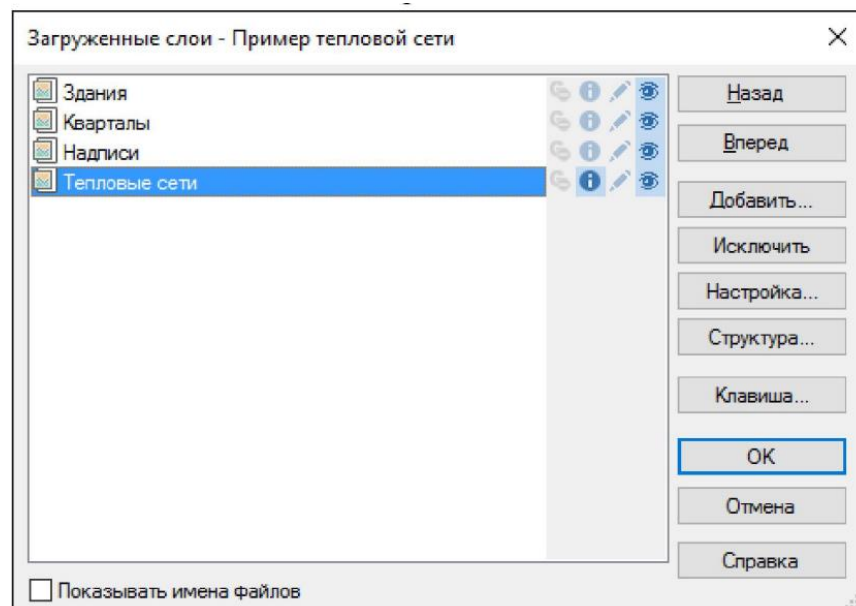 Загруженные слои - Пример тепловой сети
Здания
Кварталы
Надписи
Тепловые сети
Назад
Вперед
Добавить...
Исключить
Настройка...
Структура...
Клавиша...
OK
Отмена
Справка
Показывать имена файлов